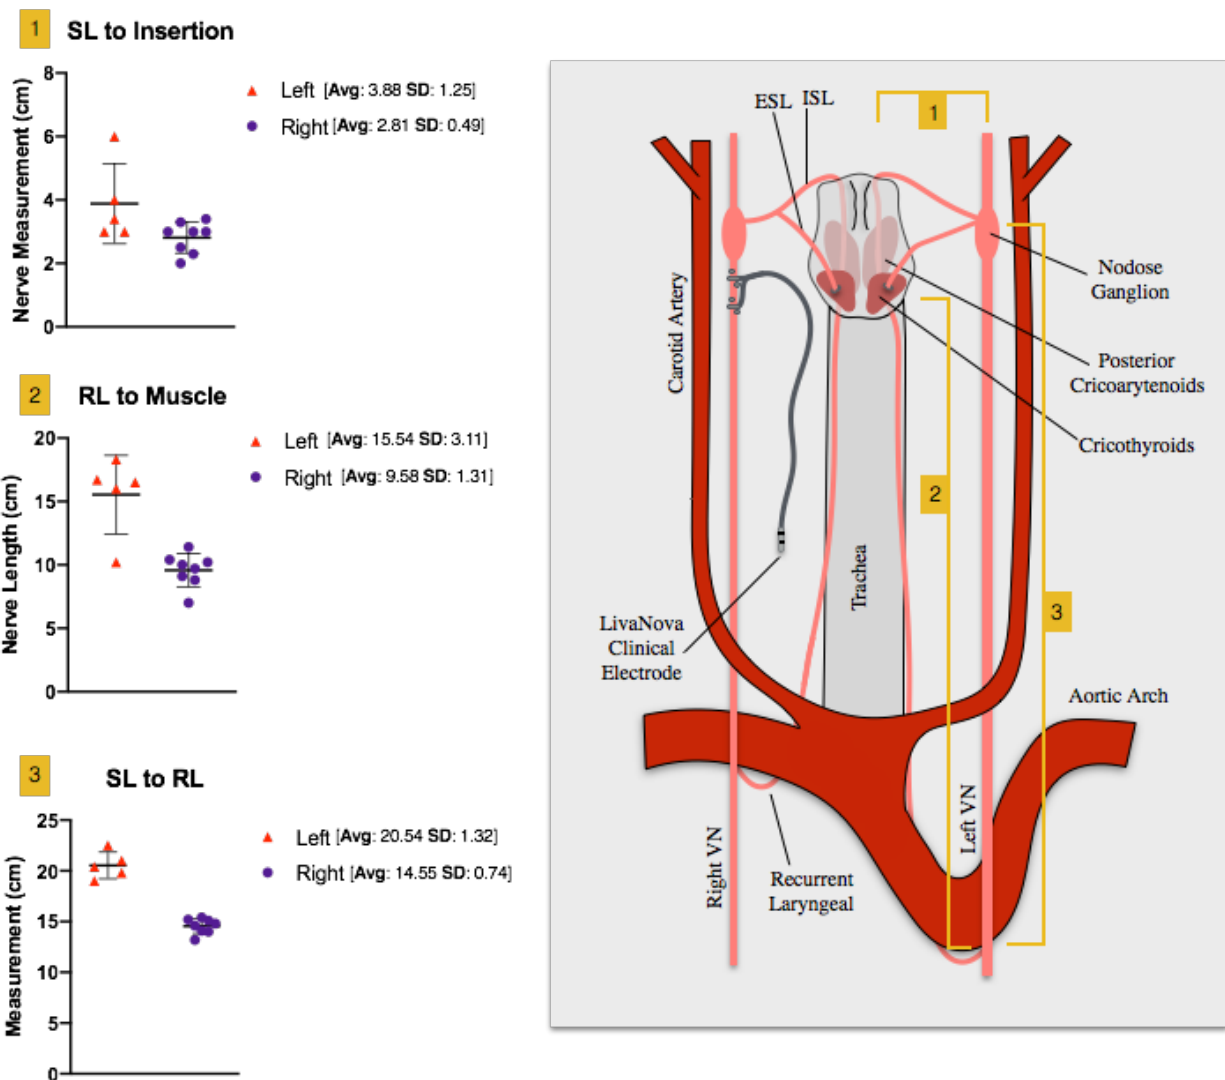 1 SL to Insertion
Nerve Measurement (cm)
8
6
4
2
0
Left [Avg: 3.88 SD: 1.25]
Right [Avg: 2.81 SD: 0.49]
2 RL to Muscle
Nerve Length (cm)
20
15
10
5
0
Left [Avg: 15.54 SD: 3.11]
Right [Avg: 9.58 SD: 1.31]
3 SL to RL
Measurement (cm)
25
20
15
10
5
0
Left [Avg: 20.54 SD: 1.32]
Right [Avg: 14.55 SD: 0.74]
ESL ISL
1
Carotid Artery
Nodose
Ganglion
Posterior
Cricoarytenoids
Cricothyroids
2
Trachea
3
LivaNova
Clinical
Electrode
Aortic Arch
Right VN
Left VN
Recurrent
Laryngeal